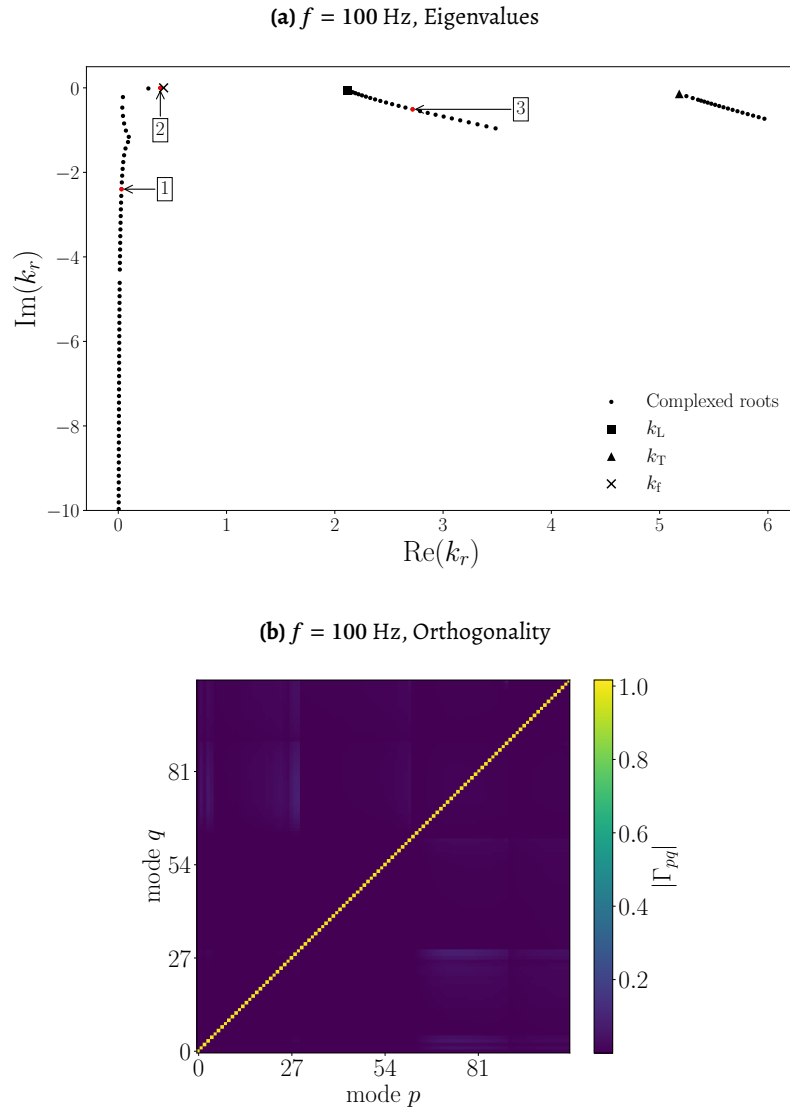 (a) f = 100 Hz, Eigenvalues
0
−2
−4
−6
−8
−10
Im(k_r)
1
2
3
Complexed roots
k_L
k_T
k_f
0 1 2 3 4 5 6
Re(k_r)
(b) f = 100 Hz, Orthogonality
81
54
27
0
mode q
0 27 54 81
mode p
1.0
0.8
0.6
0.4
0.2
|Γ_pq|